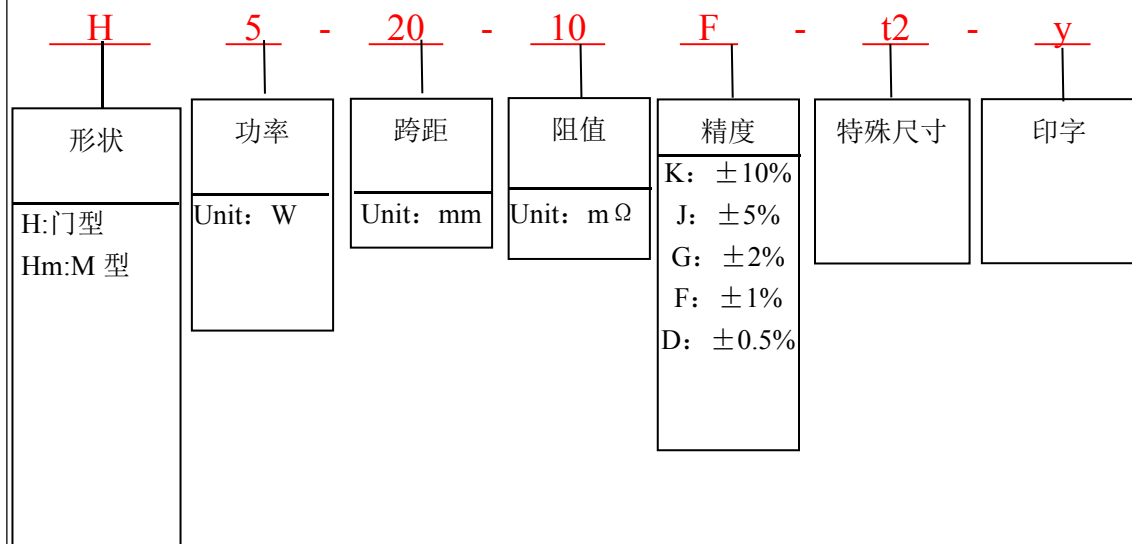 H 5 - 20 - 10 F - t2 - y
形状
H:门型
Hm:M 型
功率
Unit：W
跨距
Unit：mm
阻值
Unit：mΩ
精度
K：±10%
J：±5%
G：±2%
F：±1%
D：±0.5%
特殊尺寸
印字